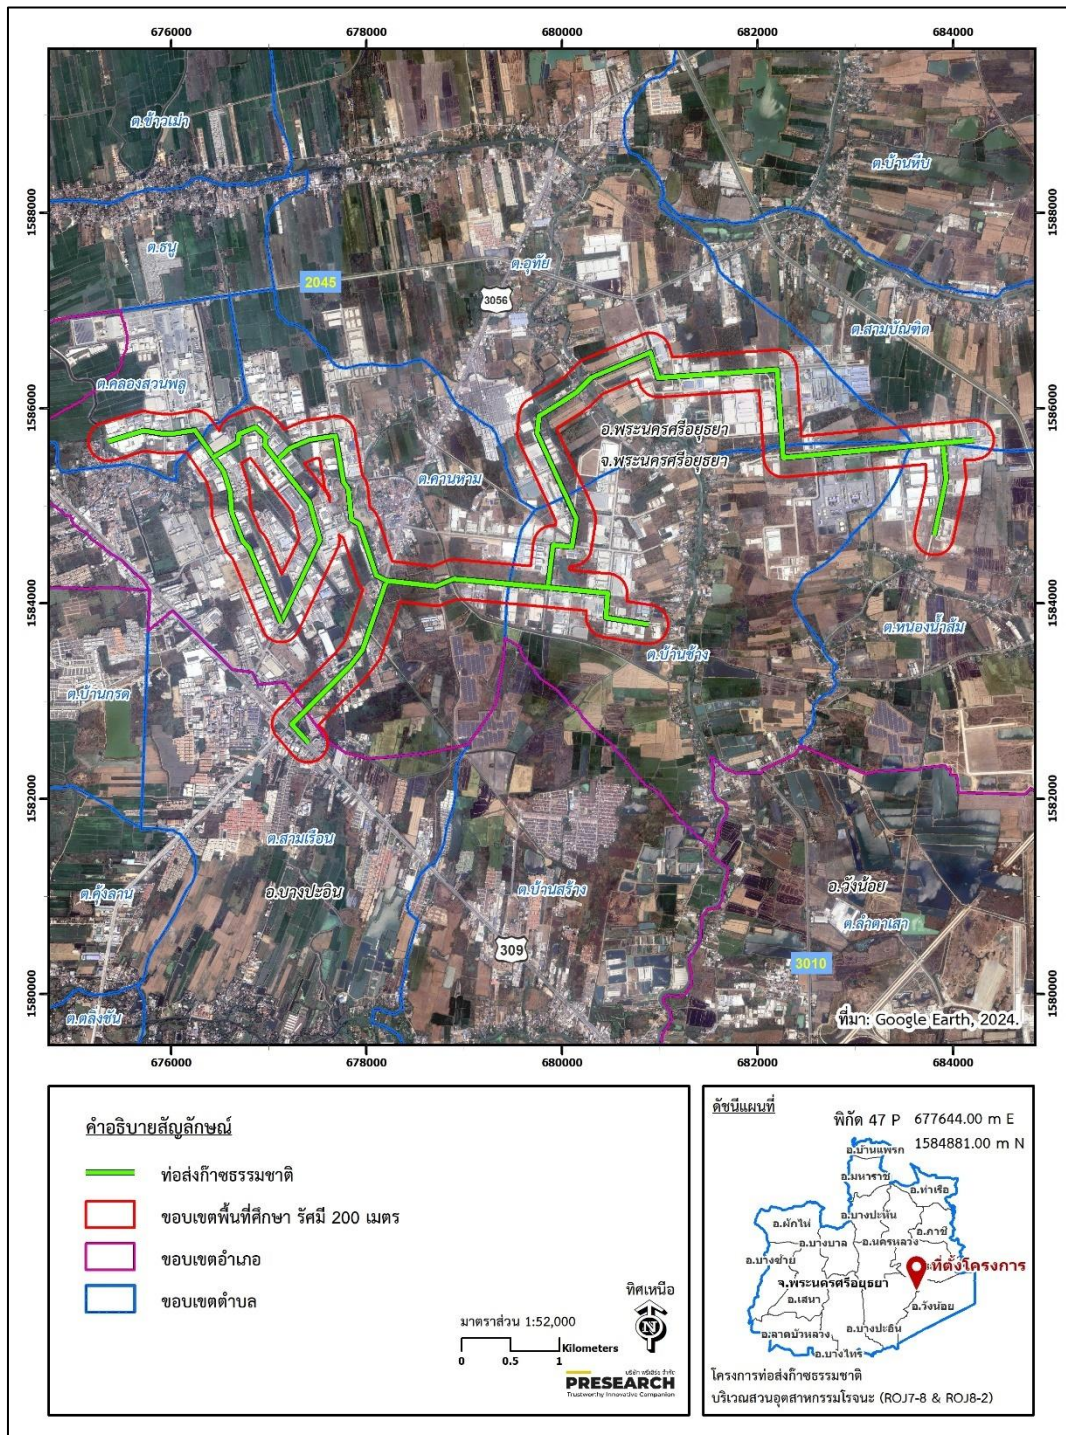 676000 678000 680000 682000 684000
ต.ข้าวเม่า
ต.บ้านหีบ
1588000 1588000
ต.ธนู
ต.อุทัย
2045
3056
ต.สามบัณฑิต
ต.คลองสวนพลู
1586000 1586000
อ.พระนครศรีอยุธยา
จ.พระนครศรีอยุธยา
ต.คานหาม
1584000 1584000
ต.หนองน้ำส้ม
ต.บ้านช้าง
ต.บ้านกรด
1582000 1582000
ต.สามเรือน
ต.คุ้งลาน
อ.บางปะอิน
ต.บ้านสร้าง
อ.วังน้อย
ต.ลำตาเสา
309
3010
1580000 1580000
ต.ตลิ่งชัน
ที่มา: Google Earth, 2024.
676000 678000 680000 682000 684000
คำอธิบายสัญลักษณ์
ท่อส่งก๊าซธรรมชาติ
ขอบเขตพื้นที่ศึกษา รัศมี 200 เมตร
ขอบเขตอำเภอ
ขอบเขตตำบล
ทิศเหนือ
N
มาตราส่วน 1:52,000
Kilometers
0 0.5 1
บริษัท พรีเสิร์ช จำกัด
PRESEARCH
Trustworthy Innovative Companion
ดัชนีแผนที่
พิกัด 47 P 677644.00 m E
1584881.00 m N
อ.บ้านแพรก
อ.มหาราช
อ.ท่าเรือ
อ.บางปะหัน
อ.ผักไห่
อ.ภาชี
อ.บางบาล
อ.นครหลวง
อ.บางซ้าย
ที่ตั้งโครงการ
จ.พระนครศรีอยุธยา
อ.เสนา
อ.วังน้อย
อ.ลาดบัวหลวง
อ.บางปะอิน
อ.บางไทร
โครงการท่อส่งก๊าซธรรมชาติ
บริเวณสวนอุตสาหกรรมโรจนะ (ROJ7-8 & ROJ8-2)